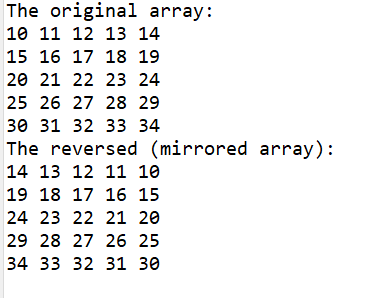 The original array:
10 11 12 13 14
15 16 17 18 19
20 21 22 23 24
25 26 27 28 29
30 31 32 33 34
The reversed (mirrored array):
14 13 12 11 10
19 18 17 16 15
24 23 22 21 20
29 28 27 26 25
34 33 32 31 30